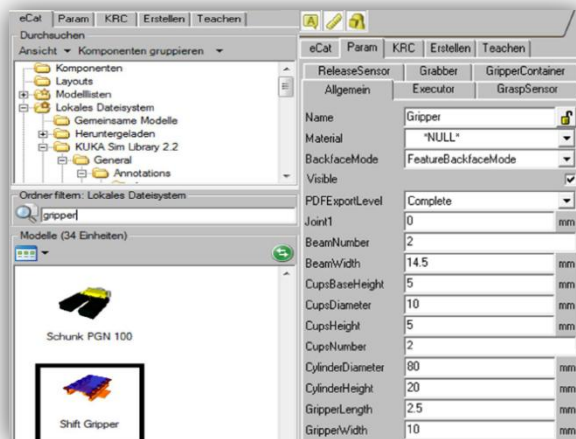 eCat Param KRC Erstellen Teachen
Durchsuchen
Ansicht Komponenten gruppieren
Komponenten
Layouts
Modelllisten
Lokales Dateisystem
Gemeinsame Modelle
Heruntergeladen
KUKA Sim Library 2.2
General
Annotations
Ordner filtern: Lokales Dateisystem
gripper
Modelle (34 Einheiten)
Schunk PGN 100
Shift Gripper
eCat Param KRC Erstellen Teachen
ReleaseSensor Grabber GripperContainer
Allgemein Executor GraspSensor
Name Gripper
Material "NULL"
BackfaceMode FeatureBackfaceMode
Visible
PDFExportLevel Complete
Joint1 0 mm
BeamNumber 2
BeamWidth 14.5 mm
CupsBaseHeight 5 mm
CupsDiameter 10 mm
CupsHeight 5 mm
CupsNumber 2
CylinderDiameter 80 mm
CylinderHeight 20 mm
GripperLength 2.5 mm
GripperWidth 10 mm